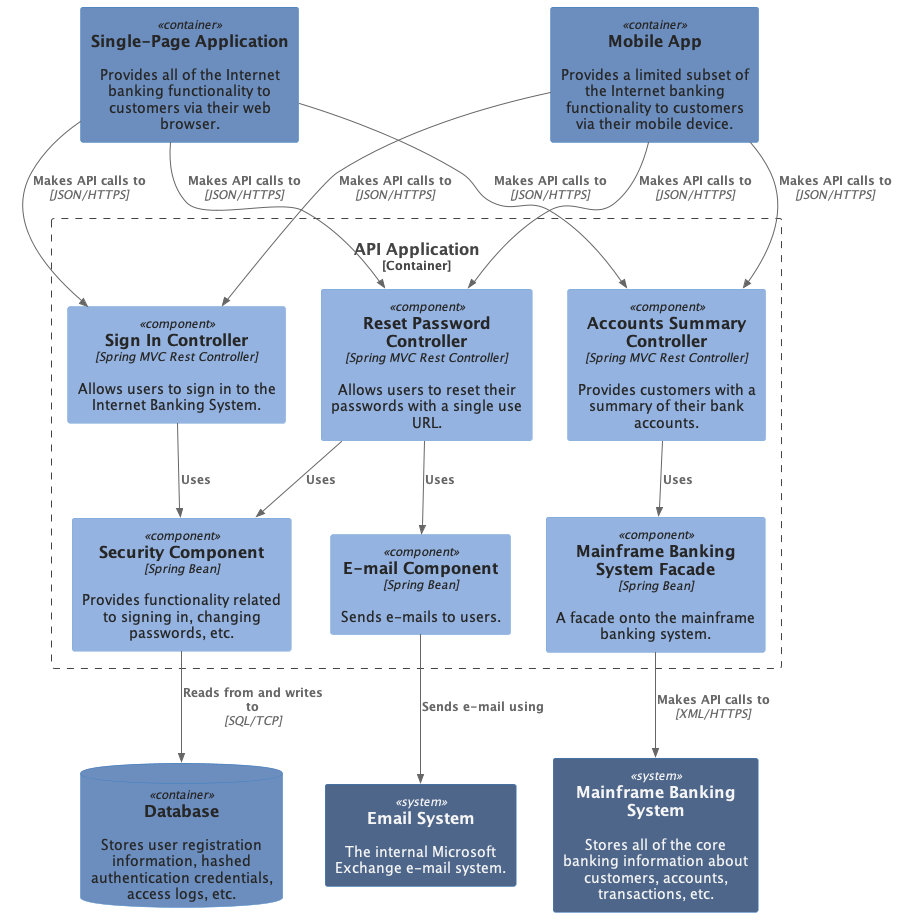 «container»
Single-Page Application
Provides all of the Internet
banking functionality to
customers via their web
browser.
«container»
Mobile App
Provides a limited subset of
the Internet banking
functionality to customers
via their mobile device.
Makes API calls to
[JSON/HTTPS]
Makes API calls to
[JSON/HTTPS]
Makes API calls to
[JSON/HTTPS]
Makes API calls to
[JSON/HTTPS]
Makes API calls to
[JSON/HTTPS]
Makes API calls to
[JSON/HTTPS]
API Application
[Container]
«component»
Sign In Controller
[Spring MVC Rest Controller]
Allows users to sign in to the
Internet Banking System.
«component»
Reset Password
Controller
[Spring MVC Rest Controller]
Allows users to reset their
passwords with a single use
URL.
«component»
Accounts Summary
Controller
[Spring MVC Rest Controller]
Provides customers with a
summary of their bank
accounts.
Uses
Uses
Uses
Uses
«component»
Security Component
[Spring Bean]
Provides functionality related
to signing in, changing
passwords, etc.
«component»
E-mail Component
[Spring Bean]
Sends e-mails to users.
«component»
Mainframe Banking
System Facade
[Spring Bean]
A facade onto the mainframe
banking system.
Reads from and writes
to
[SQL/TCP]
Sends e-mail using
Makes API calls to
[XML/HTTPS]
«container»
Database
Stores user registration
information, hashed
authentication credentials,
access logs, etc.
«system»
Email System
The internal Microsoft
Exchange e-mail system.
«system»
Mainframe Banking
System
Stores all of the core
banking information about
customers, accounts,
transactions, etc.